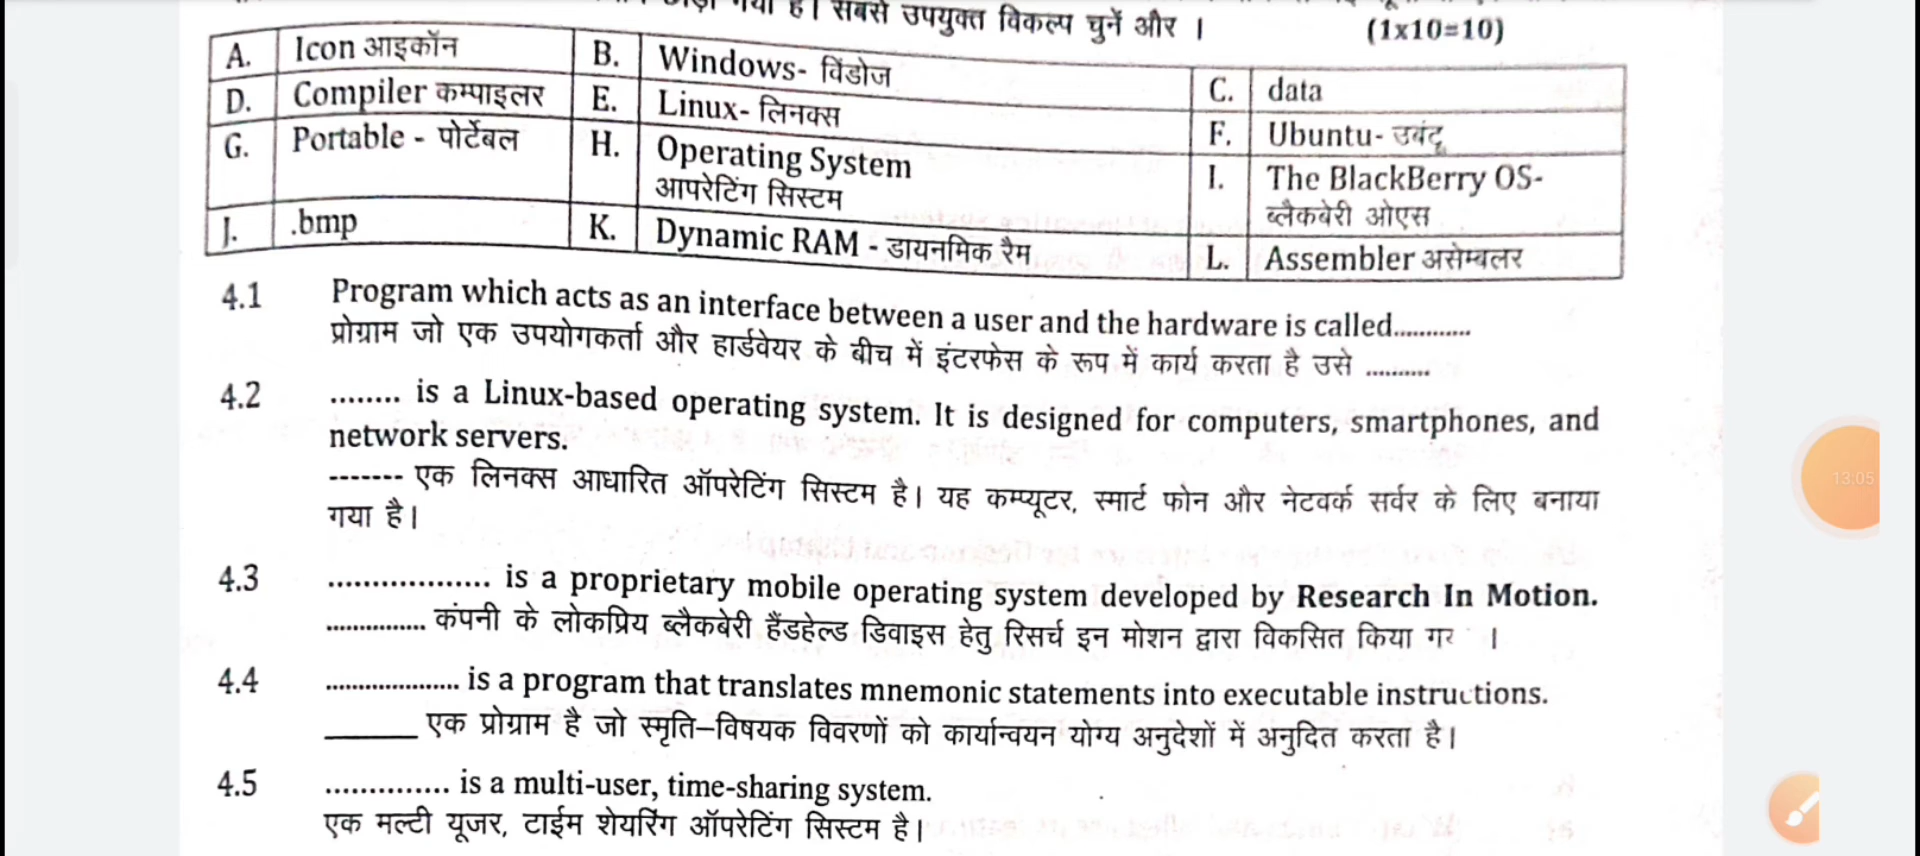 सबसे उपयुक्त विकल्प चुनें और । (1x10=10)
A. Icon आइकॉन B. Windows- विंडोज C. data
D. Compiler कम्पाइलर E. Linux- लिनक्स F. Ubuntu- उबंटू
G. Portable - पोर्टेबल H. Operating System I. The BlackBerry OS-
आपरेटिंग सिस्टम ब्लैकबेरी ओएस
J. .bmp K. Dynamic RAM - डायनमिक रैम L. Assembler असेम्बलर
4.1 Program which acts as an interface between a user and the hardware is called............
प्रोग्राम जो एक उपयोगकर्ता और हार्डवेयर के बीच में इंटरफेस के रूप में कार्य करता है उसे ..........
4.2 ........ is a Linux-based operating system. It is designed for computers, smartphones, and
network servers.
------- एक लिनक्स आधारित ऑपरेटिंग सिस्टम है। यह कम्प्यूटर, स्मार्ट फोन और नेटवर्क सर्वर के लिए बनाया
गया है।
4.3 .................. is a proprietary mobile operating system developed by Research In Motion.
............... कंपनी के लोकप्रिय ब्लैकबेरी हैंडहेल्ड डिवाइस हेतु रिसर्च इन मोशन द्वारा विकसित किया ।
4.4 ..................... is a program that translates mnemonic statements into executable instructions.
_______ एक प्रोग्राम है जो स्मृति–विषयक विवरणों को कार्यान्वयन योग्य अनुदेशों में अनुदित करता है।
4.5 .............. is a multi-user, time-sharing system.
एक मल्टी यूजर, टाईम शेयरिंग ऑपरेटिंग सिस्टम है।
13:05